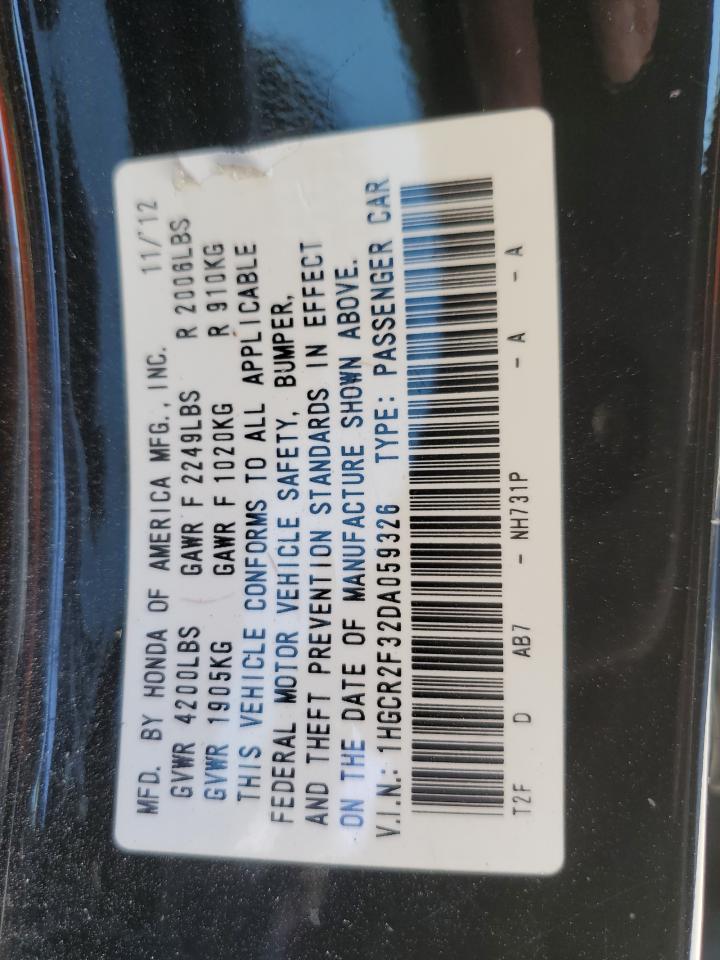 MFD. BY HONDA OF AMERICA MFG., INC. 11/12
GVWR 4200LBS GAWR F 2249LBS R 2006LBS
GVWR 1905KG GAWR F 1020KG R 910KG
THIS VEHICLE CONFORMS TO ALL APPLICABLE
FEDERAL MOTOR VEHICLE SAFETY, BUMPER,
AND THEFT PREVENTION STANDARDS IN EFFECT
ON THE DATE OF MANUFACTURE SHOWN ABOVE.
V.I.N.: 1HGCR2F32DA059326 TYPE: PASSENGER CAR
T2F D AB7 - NH731P - A - A